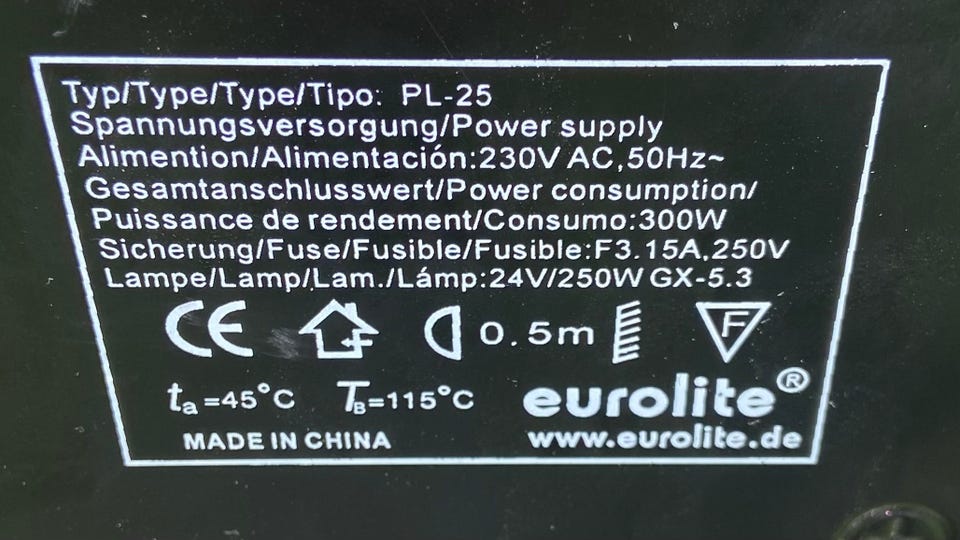 Typ/Type/Type/Tipo: PL-25
Spannungsversorgung/Power supply
Alimention/Alimentación:230V AC,50Hz~
Gesamtanschlusswert/Power consumption/
Puissance de rendement/Consumo:300W
Sicherung/Fuse/Fusible/Fusible:F3.15A,250V
Lampe/Lamp/Lam./Lámp:24V/250W GX-5.3
CE 0.5m F
ta=45°C TB=115°C eurolite®
MADE IN CHINA www.eurolite.de